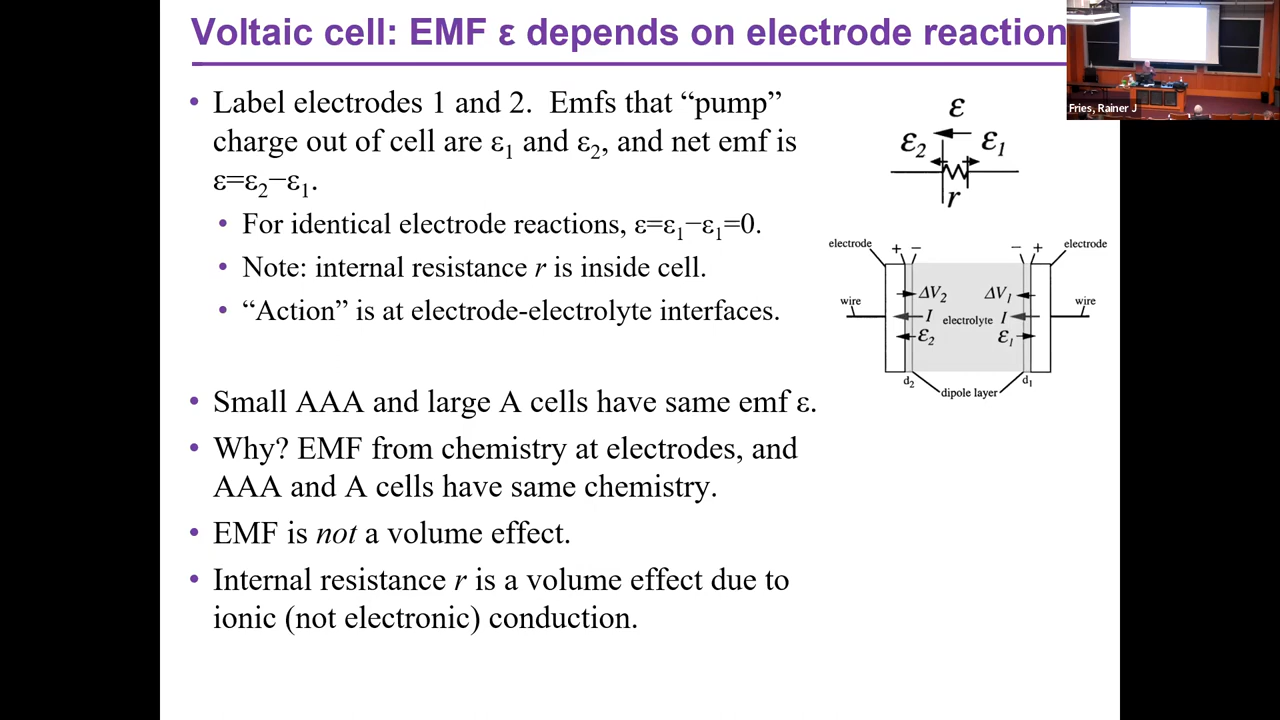 Voltaic cell: EMF ε depends on electrode reaction
• Label electrodes 1 and 2. Emfs that “pump”
charge out of cell are ε₁ and ε₂, and net emf is
ε=ε₂−ε₁.
• For identical electrode reactions, ε=ε₁−ε₁=0.
• Note: internal resistance r is inside cell.
• “Action” is at electrode-electrolyte interfaces.
• Small AAA and large A cells have same emf ε.
• Why? EMF from chemistry at electrodes, and
AAA and A cells have same chemistry.
• EMF is not a volume effect.
• Internal resistance r is a volume effect due to
ionic (not electronic) conduction.
Fries, Rainer J
ε
ε₂ ε₁
r
electrode + − − + electrode
ΔV₂ ΔV₁
wire wire
I electrolyte I
ε₂ ε₁
d₂ d₁
dipole layer